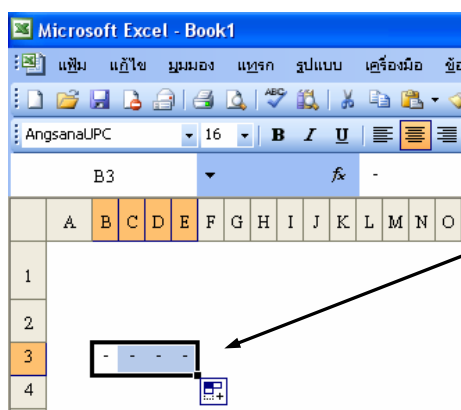 Microsoft Excel - Book1
แฟ้ม แก้ไข มุมมอง แทรก รูปแบบ เครื่องมือ
ABC
AngsanaUPC 16 B I U
B3 fx -
A B C D E F G H I J K L M N O
1
2
3 - - - -
4